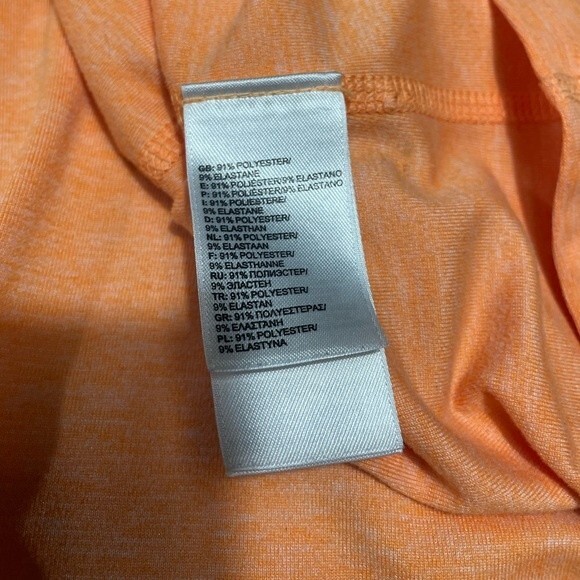 GB: 91% POLYESTER/
9% ELASTANE
E: 91% POLIÉSTER/9% ELASTANO
P: 91% POLIÉSTER/9% ELASTANO
I: 91% POLIESTERE/
9% ELASTANE
D: 91% POLYESTER/
9% ELASTHAN
NL: 91% POLYESTER/
9% ELASTAAN
F: 91% POLYESTER/
9% ELASTHANNE
RU: 91% ПОЛИЭСТЕР/
9% ЭЛАСТЕН
TR: 91% POLYESTER/
9% ELASTAN
GR: 91% ΠΟΛΥΕΣΤΕΡΑΣ/
9% ΕΛΑΣΤΑΝΗ
PL: 91% POLYESTER/
9% ELASTYNA